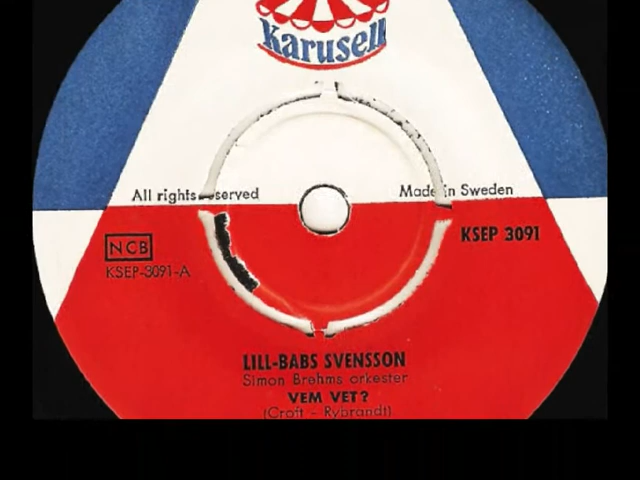 Karusell
All rights reserved
Made in Sweden
NCB
KSEP-3091-A
KSEP 3091
LILL-BABS SVENSSON
Simon Brehms orkester
VEM VET?
(Croft - Rybrandt)